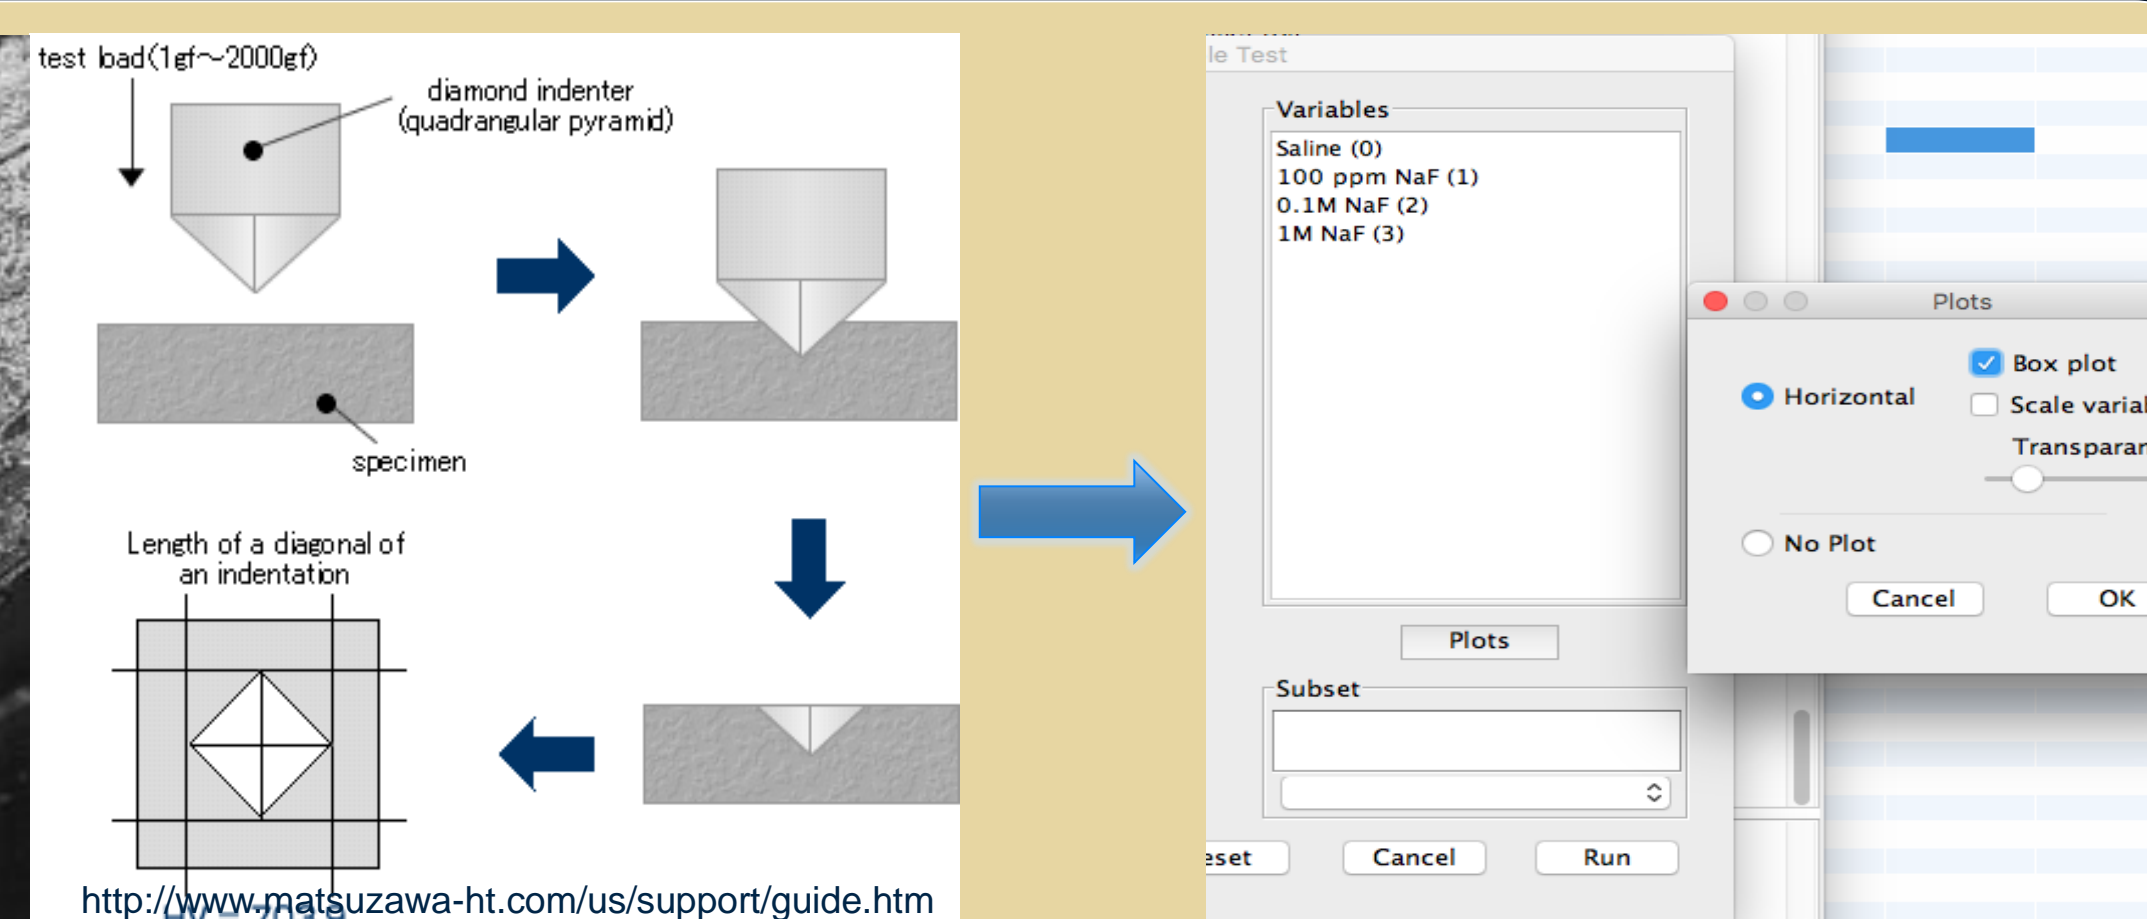 test load(1gf～2000gf)
diamond indenter
(quadrangular pyramid)
specimen
Length of a diagonal of
an indentation
http://www.matsuzawa-ht.com/us/support/guide.htm
le Test
Variables
Saline (0)
100 ppm NaF (1)
0.1M NaF (2)
1M NaF (3)
Plots
Subset
eset
Cancel
Run
Plots
Horizontal
Box plot
Scale varial
Transparan
No Plot
Cancel
OK